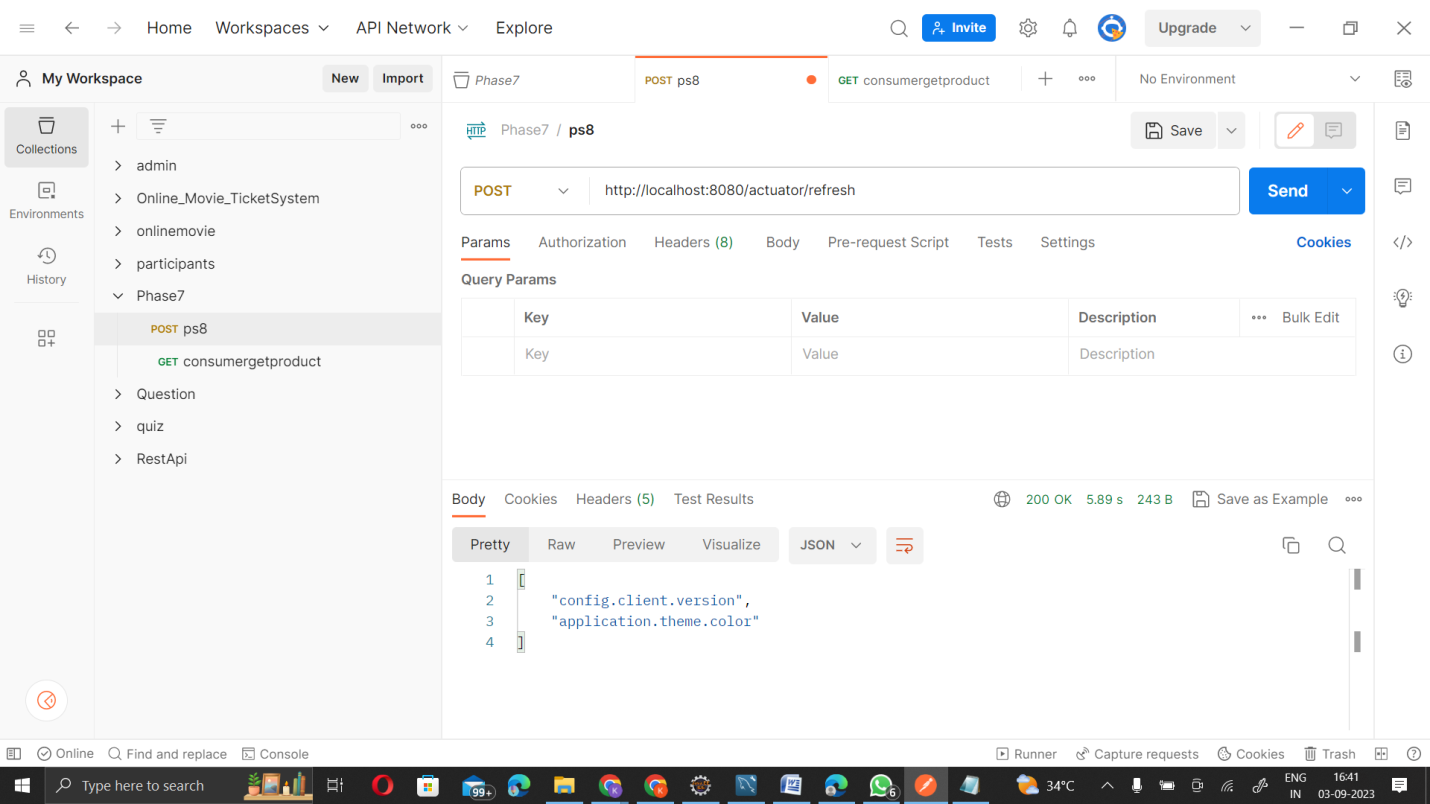 Home Workspaces API Network Explore Invite Upgrade
My Workspace New Import Phase7 POST ps8 GET consumergetproduct No Environment
Collections
Environments
History
admin
Online_Movie_TicketSystem
onlinemovie
participants
Phase7
POST ps8
GET consumergetproduct
Question
quiz
RestApi
HTTP Phase7 / ps8 Save
POST http://localhost:8080/actuator/refresh Send
Params Authorization Headers (8) Body Pre-request Script Tests Settings Cookies
Query Params
Key Value Description Bulk Edit
Key Value Description
Body Cookies Headers (5) Test Results 200 OK 5.89 s 243 B Save as Example
Pretty Raw Preview Visualize JSON
1 [
2 "config.client.version",
3 "application.theme.color"
4 ]
Online Find and replace Console Runner Capture requests Cookies Trash
Type here to search 99+ K K 6 34°C ENG 16:41
IN 03-09-2023